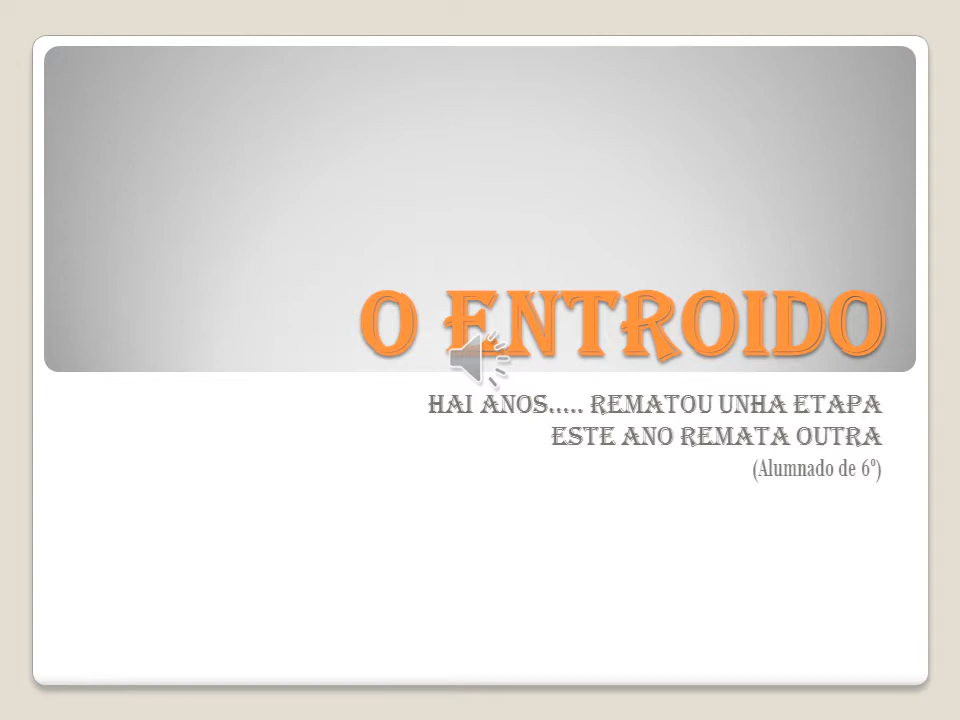 O ENTROIDO
HAI ANOS..... REMATOU UNHA ETAPA
ESTE ANO REMATA OUTRA
(Alumnado de 6º)